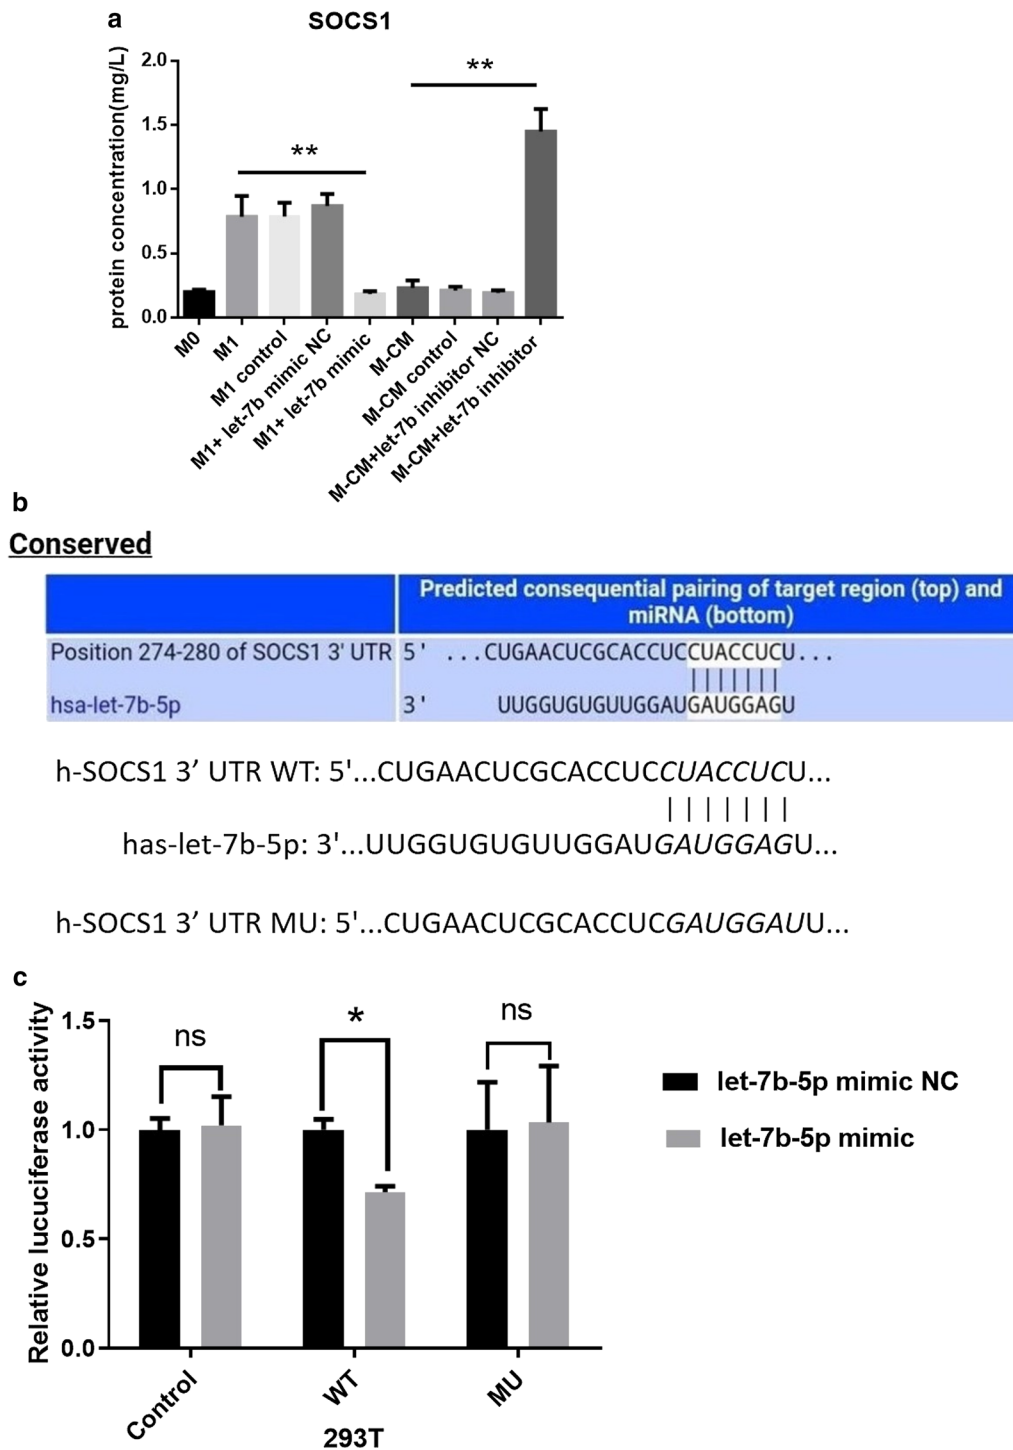 a
SOCS1
protein concentration(mg/L)
2.0
1.5
1.0
0.5
0.0
**
**
M0
M1
M1 control
M1+ let-7b mimic NC
M1+ let-7b mimic
M-CM
M-CM control
M-CM+let-7b inhibitor NC
M-CM+let-7b inhibitor
b
Conserved
Predicted consequential pairing of target region (top) and
miRNA (bottom)
Position 274-280 of SOCS1 3' UTR 5' ...CUGAACUCGCACCUCCUACCUCU...
hsa-let-7b-5p 3' UUGGUGUGUUGGAUGAUGGAGU
h-SOCS1 3’ UTR WT: 5'...CUGAACUCGCACCUCCUACCUCU...
has-let-7b-5p: 3'...UUGGUGUGUUGGAUGAUGGAGU...
h-SOCS1 3’ UTR MU: 5'...CUGAACUCGCACCUCGAUGGAUU...
c
Relative lucuciferase activity
1.5
1.0
0.5
0.0
ns
*
ns
let-7b-5p mimic NC
let-7b-5p mimic
Control
WT
MU
293T